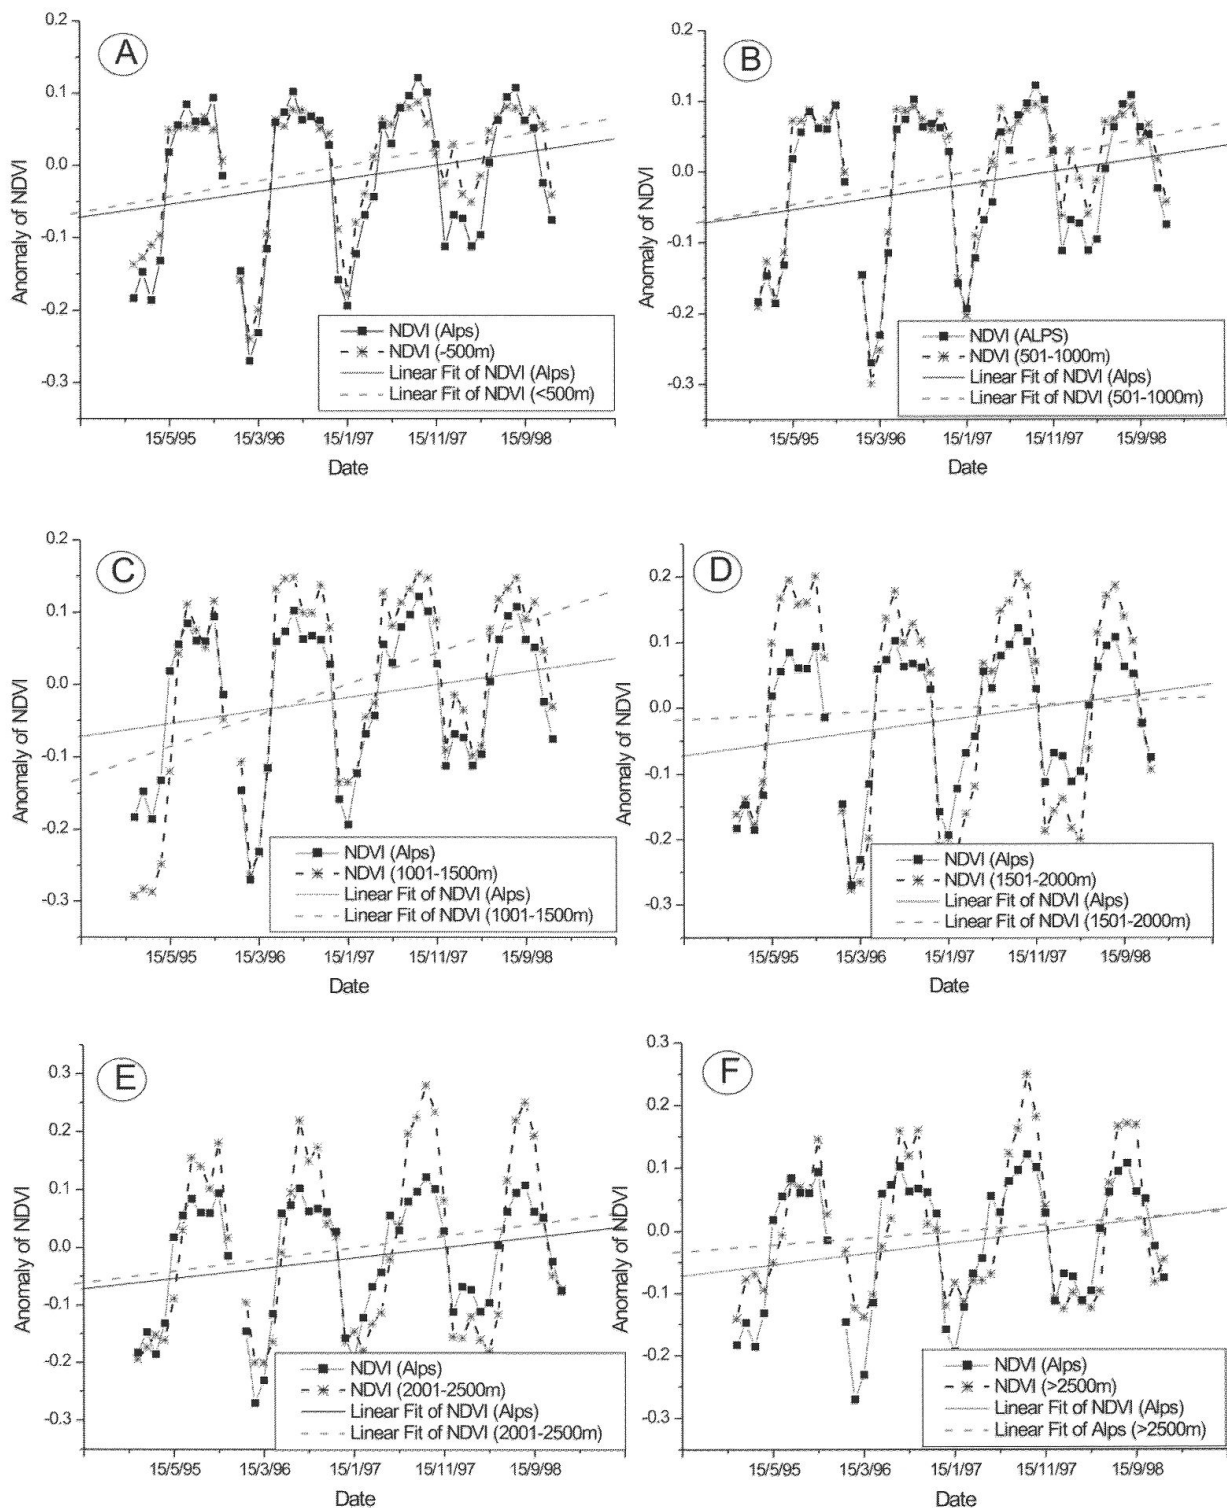 A
0.2
0.1
0.0
-0.1
-0.2
-0.3
Anomaly of NDVI
NDVI (Alps)
NDVI (-500m)
Linear Fit of NDVI (Alps)
Linear Fit of NDVI (<500m)
15/5/95 15/3/96 15/1/97 15/11/97 15/9/98
Date
B
0.2
0.1
0.0
-0.1
-0.2
-0.3
Anomaly of NDVI
NDVI (ALPS)
NDVI (501-1000m)
Linear Fit of NDVI (Alps)
Linear Fit of NDVI (501-1000m)
15/5/95 15/3/96 15/1/97 15/11/97 15/9/98
Date
C
0.2
0.1
0.0
-0.1
-0.2
-0.3
Anomaly of NDVI
NDVI (Alps)
NDVI (1001-1500m)
Linear Fit of NDVI (Alps)
Linear Fit of NDVI (1001-1500m)
15/5/95 15/3/96 15/1/97 15/11/97 15/9/98
Date
D
0.2
0.1
0.0
-0.1
-0.2
-0.3
Anomaly of NDVI
NDVI (Alps)
NDVI (1501-2000m)
Linear Fit of NDVI (Alps)
Linear Fit of NDVI (1501-2000m)
15/5/95 15/3/96 15/1/97 15/11/97 15/9/98
Date
E
0.3
0.2
0.1
0.0
-0.1
-0.2
-0.3
Anomaly of NDVI
NDVI (Alps)
NDVI (2001-2500m)
Linear Fit of NDVI (Alps)
Linear Fit of NDVI (2001-2500m)
15/5/95 15/3/96 15/1/97 15/11/97 15/9/98
Date
F
0.3
0.2
0.1
0.0
-0.1
-0.2
-0.3
Anomaly of NDVI
NDVI (Alps)
NDVI (>2500m)
Linear Fit of NDVI (Alps)
Linear Fit of Alps (>2500m)
15/5/95 15/3/96 15/1/97 15/11/97 15/9/98
Date